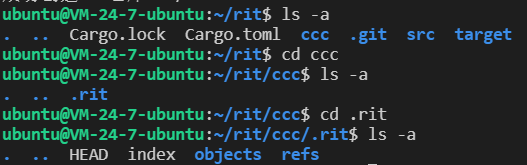 ubuntu@VM-24-7-ubuntu:~/rit$ ls -a
.  ..  Cargo.lock  Cargo.toml  ccc  .git  src  target
ubuntu@VM-24-7-ubuntu:~/rit$ cd ccc
ubuntu@VM-24-7-ubuntu:~/rit/ccc$ ls -a
.  ..  .rit
ubuntu@VM-24-7-ubuntu:~/rit/ccc$ cd .rit
ubuntu@VM-24-7-ubuntu:~/rit/ccc/.rit$ ls -a
.  ..  HEAD  index  objects  refs